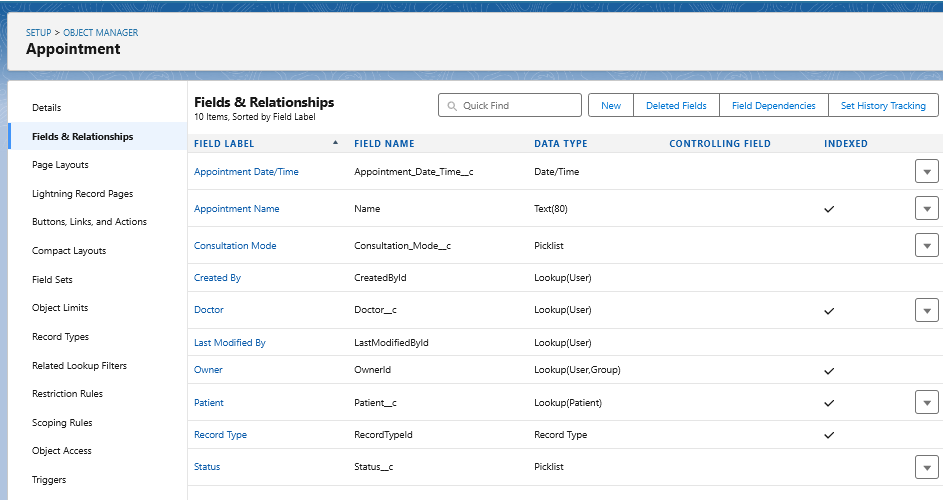 SETUP > OBJECT MANAGER
Appointment
Details
Fields & Relationships
Page Layouts
Lightning Record Pages
Buttons, Links, and Actions
Compact Layouts
Field Sets
Object Limits
Record Types
Related Lookup Filters
Restriction Rules
Scoping Rules
Object Access
Triggers
Fields & Relationships
10 Items, Sorted by Field Label
Quick Find
New Deleted Fields Field Dependencies Set History Tracking
FIELD LABEL FIELD NAME DATA TYPE CONTROLLING FIELD INDEXED
Appointment Date/Time Appointment_Date_Time__c Date/Time
Appointment Name Name Text(80)
Consultation Mode Consultation_Mode__c Picklist
Created By CreatedById Lookup(User)
Doctor Doctor__c Lookup(User)
Last Modified By LastModifiedById Lookup(User)
Owner OwnerId Lookup(User,Group)
Patient Patient__c Lookup(Patient)
Record Type RecordTypeId Record Type
Status Status__c Picklist